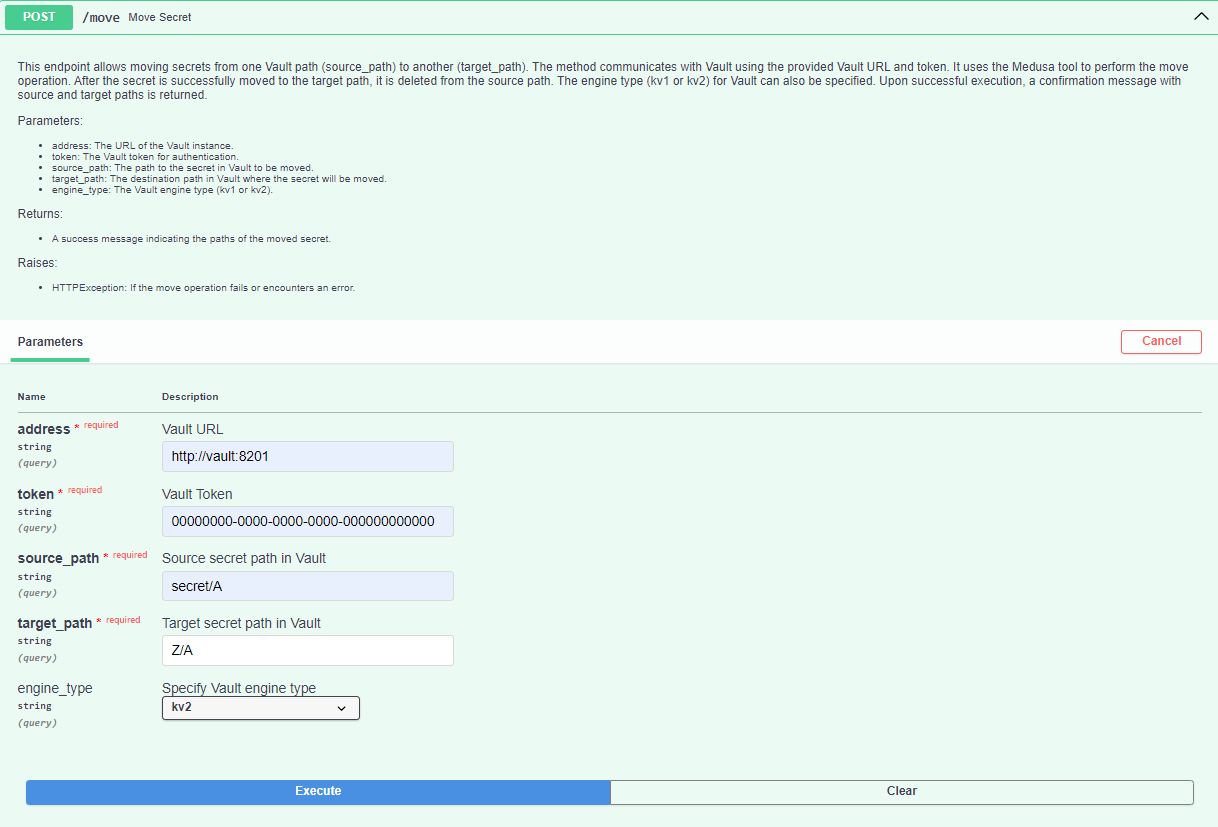 POST /move Move Secret
This endpoint allows moving secrets from one Vault path (source_path) to another (target_path). The method communicates with Vault using the provided Vault URL and token. It uses the Medusa tool to perform the move
operation. After the secret is successfully moved to the target path, it is deleted from the source path. The engine type (kv1 or kv2) for Vault can also be specified. Upon successful execution, a confirmation message with
source and target paths is returned.
Parameters:
• address: The URL of the Vault instance.
• token: The Vault token for authentication.
• source_path: The path to the secret in Vault to be moved.
• target_path: The destination path in Vault where the secret will be moved.
• engine_type: The Vault engine type (kv1 or kv2).
Returns:
• A success message indicating the paths of the moved secret.
Raises:
• HTTPException: If the move operation fails or encounters an error.
Parameters Cancel
Name Description
address * required Vault URL
string
(query)
http://vault:8201
token * required Vault Token
string
(query)
00000000-0000-0000-0000-000000000000
source_path * required Source secret path in Vault
string
(query)
secret/A
target_path * required Target secret path in Vault
string
(query)
Z/A
engine_type Specify Vault engine type
string
(query)
kv2
Execute Clear